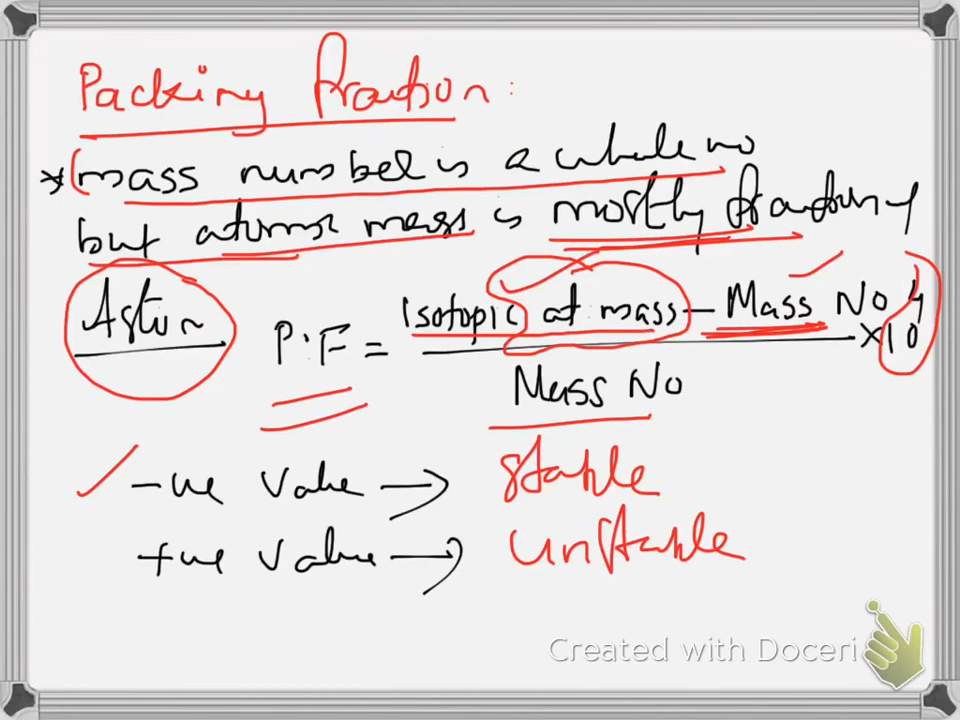 Packing fraction:
* mass number is a whole no
but atomic mass is mostly fractionly
Aston P.F = Isotopic at mass - Mass No / Mass No × 10⁴
-ve Value → stable
+ve Value → unstable
Created with Doceri